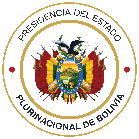 PRESIDENCIA DEL ESTADO
PLURINACIONAL DE BOLIVIA